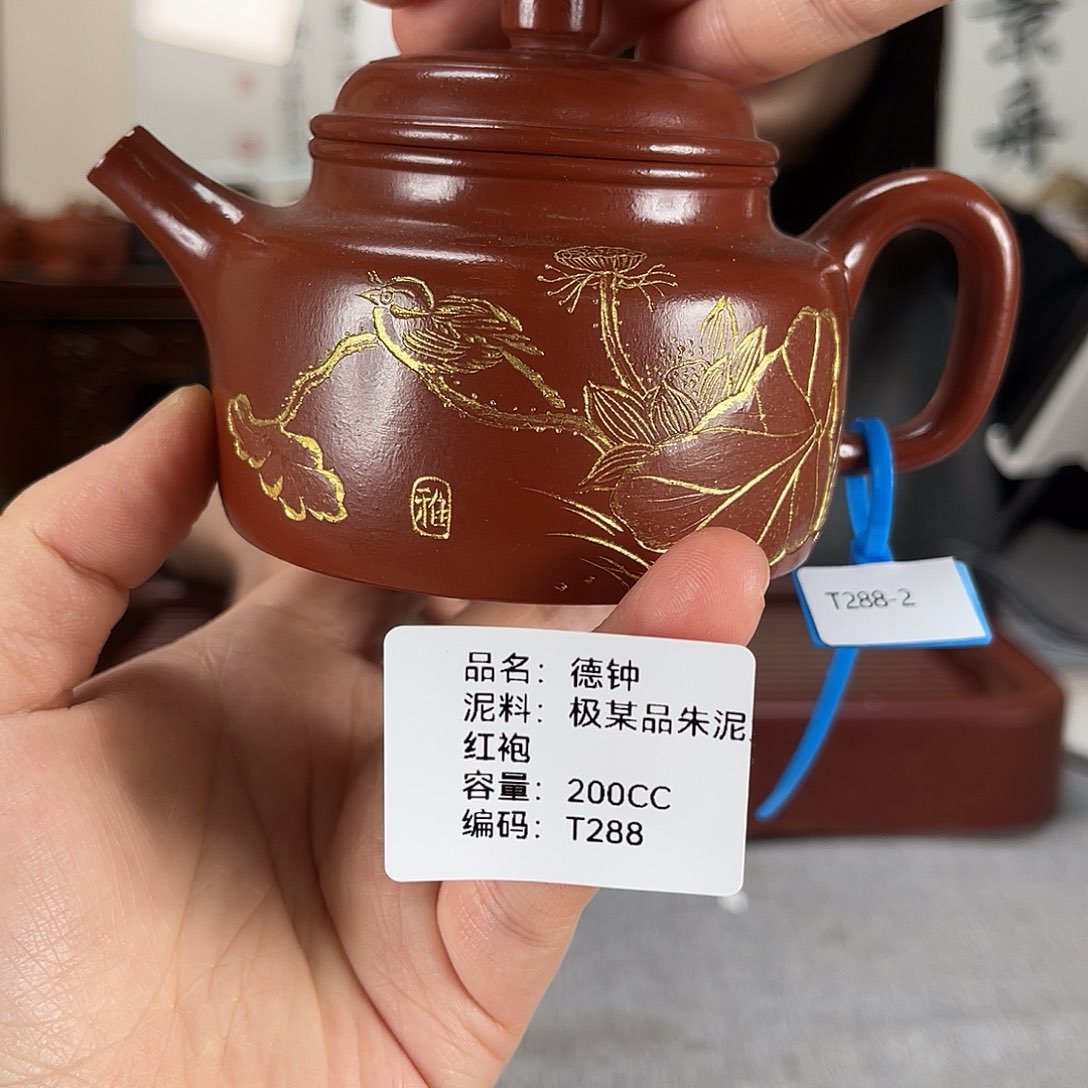 雅
T288-2
品名：德钟
泥料：极某品朱泥
红袍
容量：200CC
编码：T288